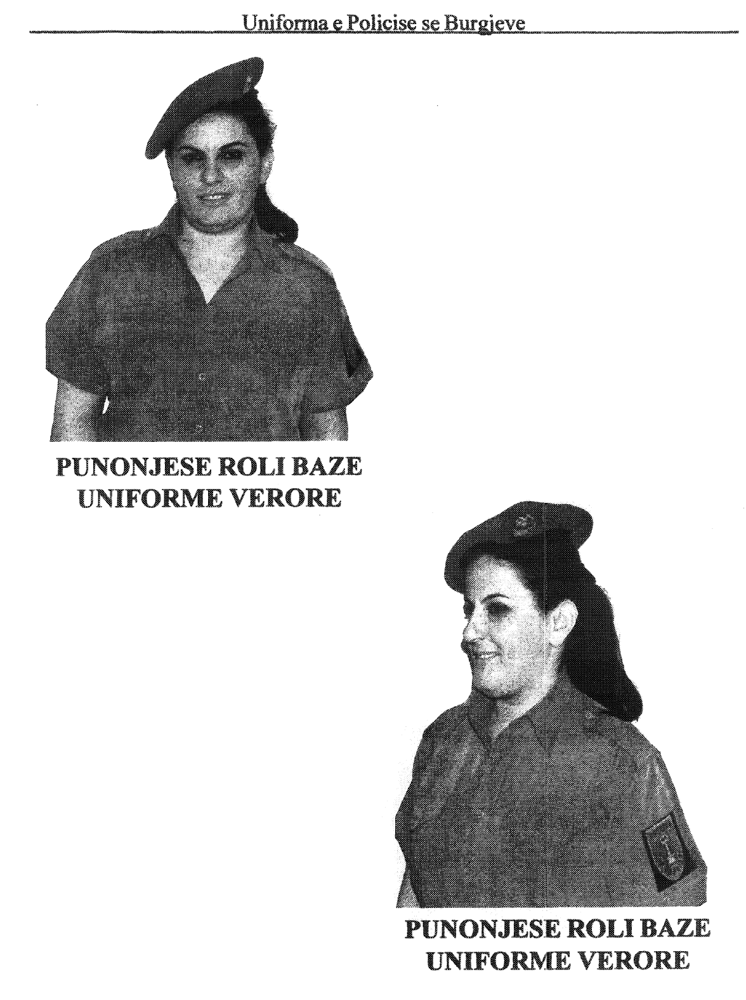 Uniforma e Policise se Burgjeve
PUNONJESE ROLI BAZE
UNIFORME VERORE
PUNONJESE ROLI BAZE
UNIFORME VERORE